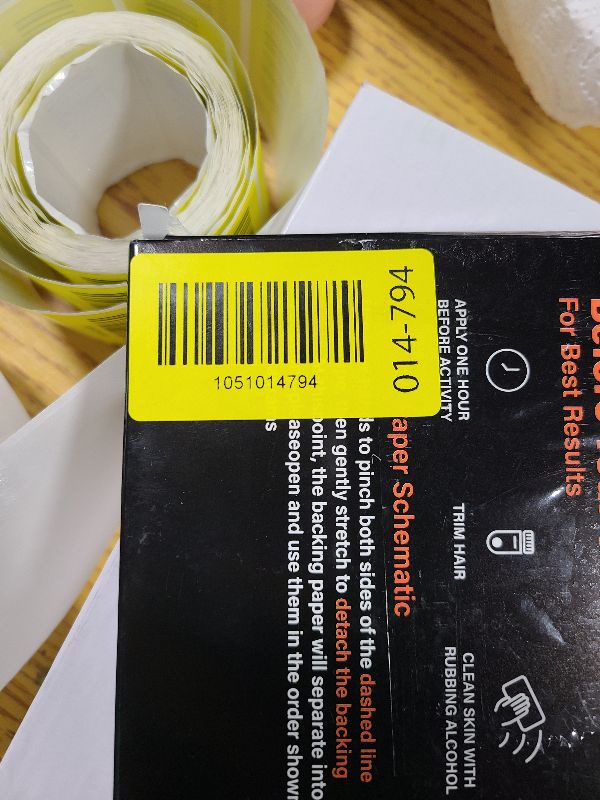 1051014794
014-794
Before
For Best Results
APPLY ONE HOUR
BEFORE ACTIVITY
TRIM HAIR
CLEAN SKIN WITH
RUBBING ALCOHOL
aper Schematic
ds to pinch both sides of the dashed line
en gently stretch to detach the backing
point, the backing paper will separate into
aseopen and use them in the order shown